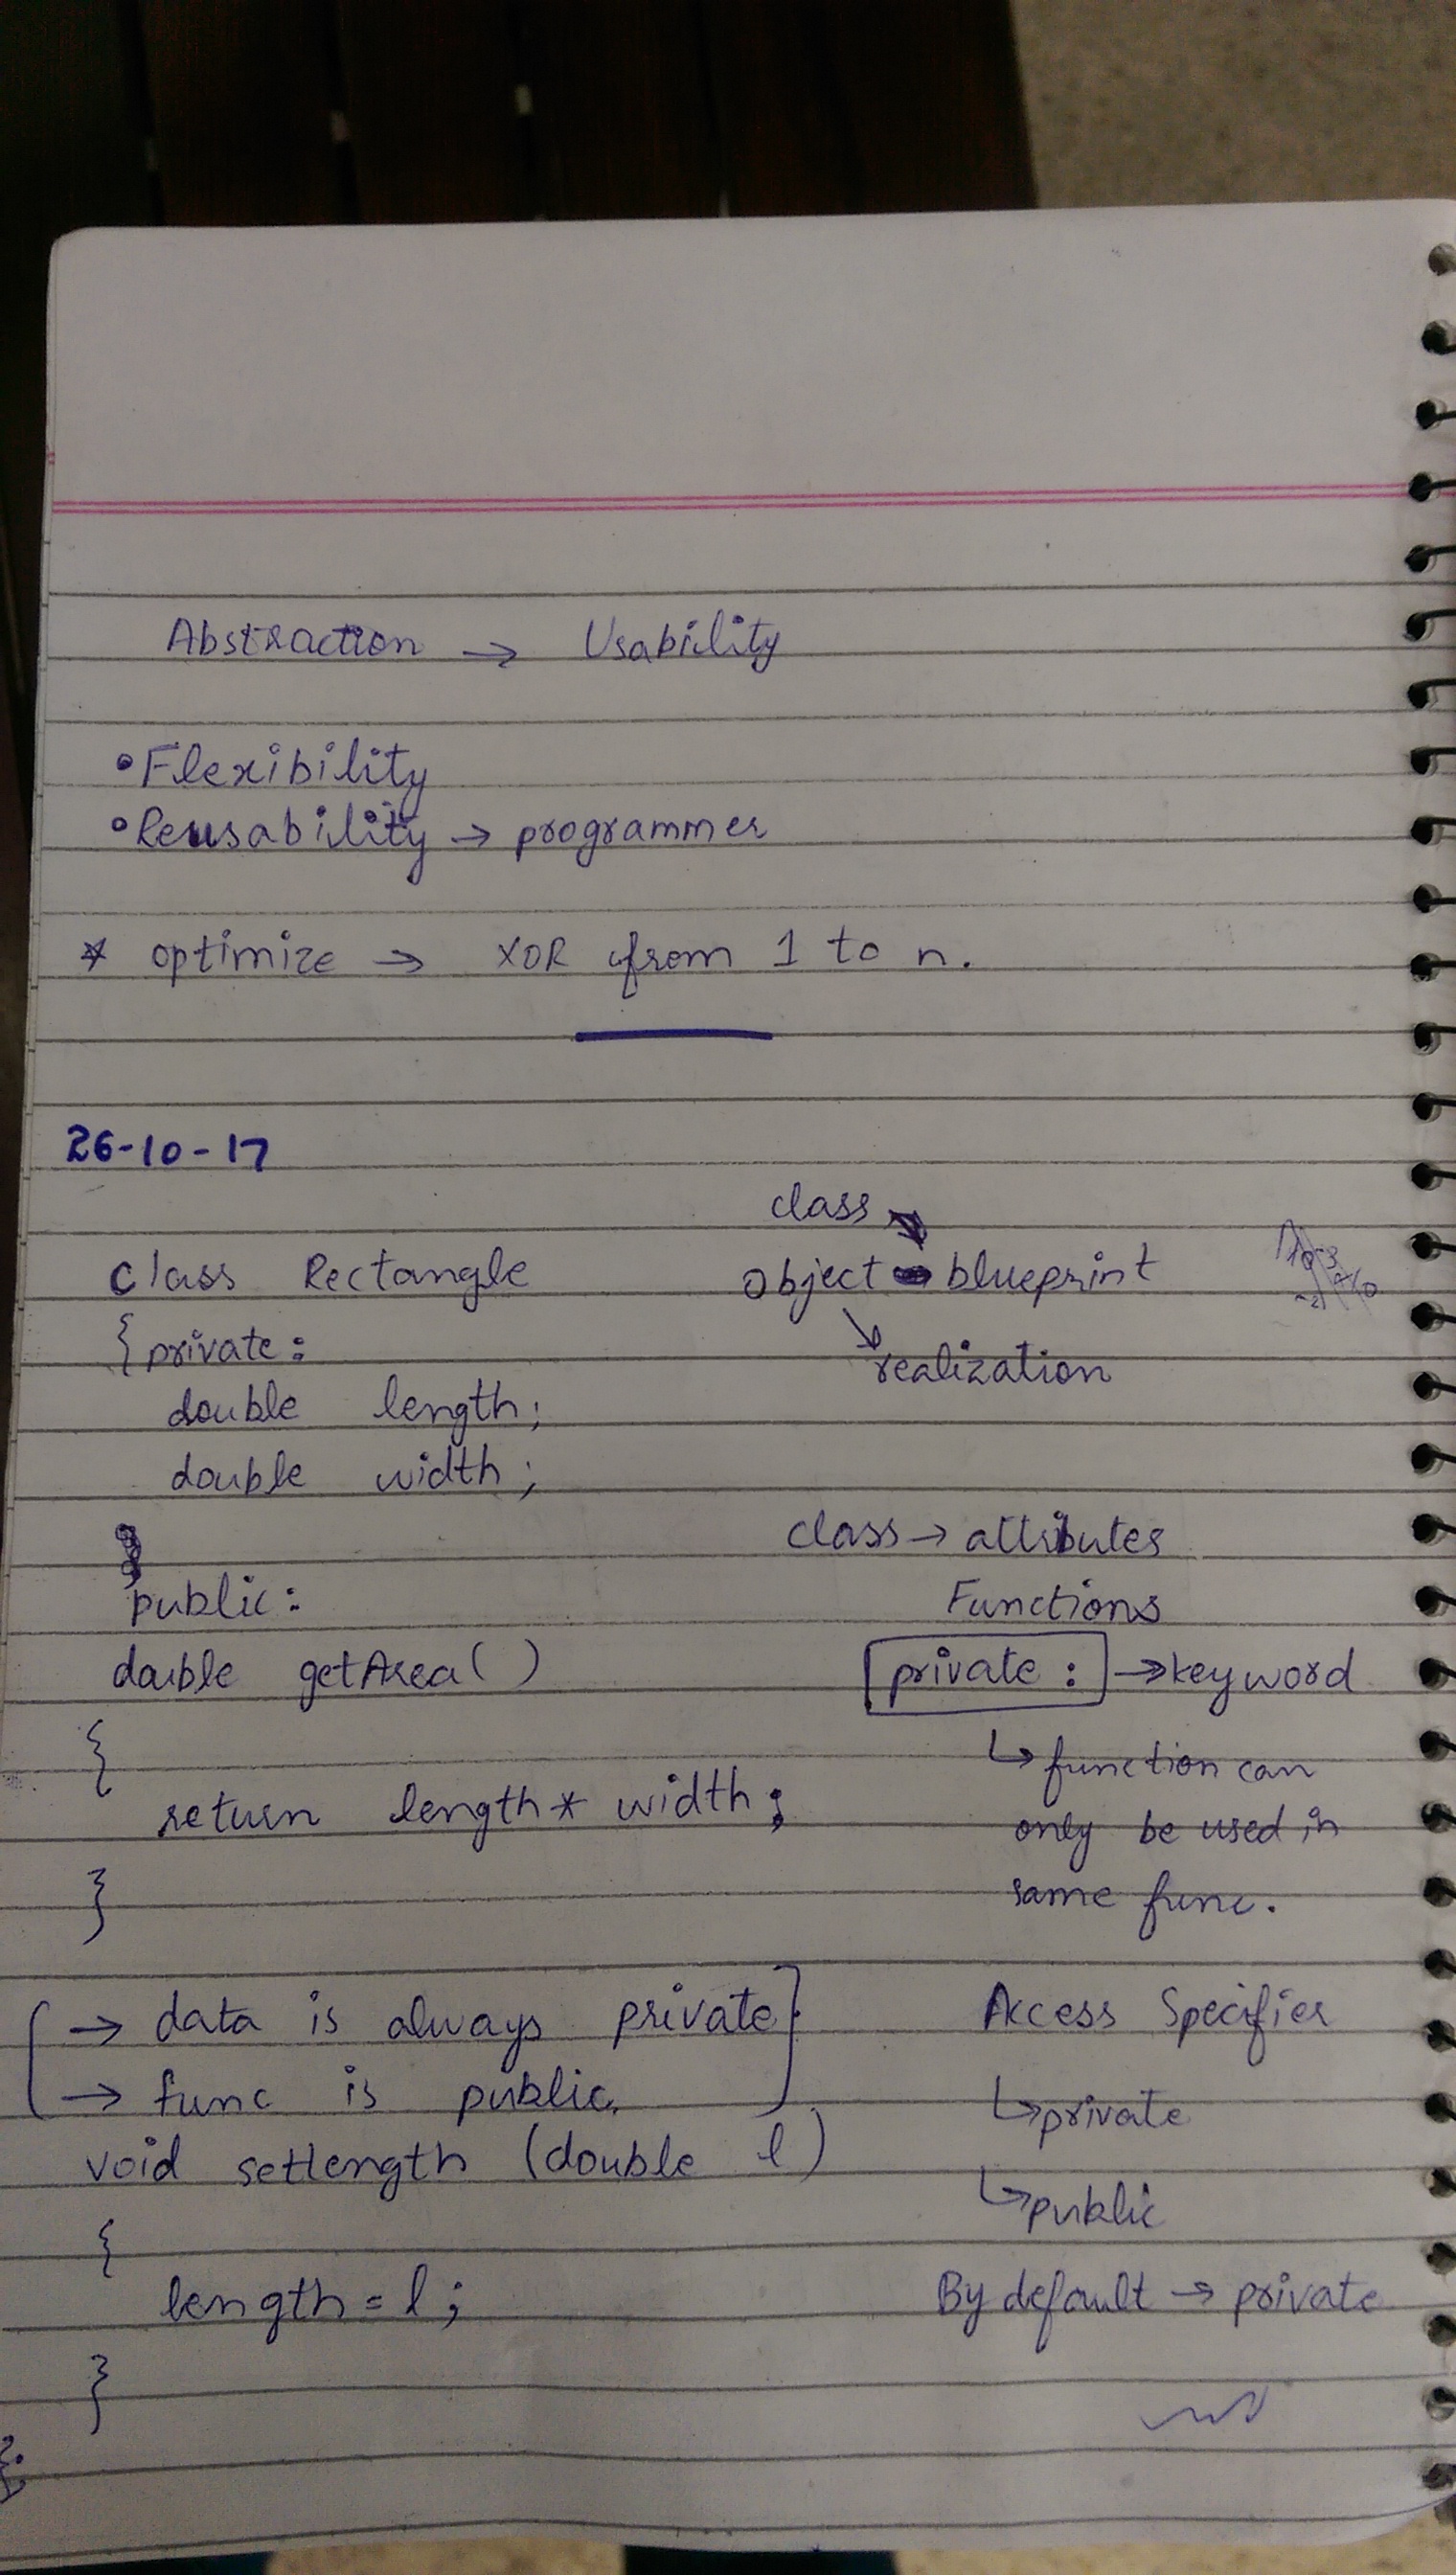 Abstraction → Usability
• Flexibility
• Reusability → programmer
* optimize → XOR from 1 to n.
26-10-17
class Rectangle
{ private:
double length;
double width;
public:
double getArea( )
{
return length * width;
}
→ data is always private.
→ func is public.
void setlength (double l)
{
length = l;
}
};
class
object → blueprint
↘ realization
class → attributes
Functions
private : → keyword
↳ function can
only be used in
same func.
Access Specifier
↳ private
↳ public
By default → private